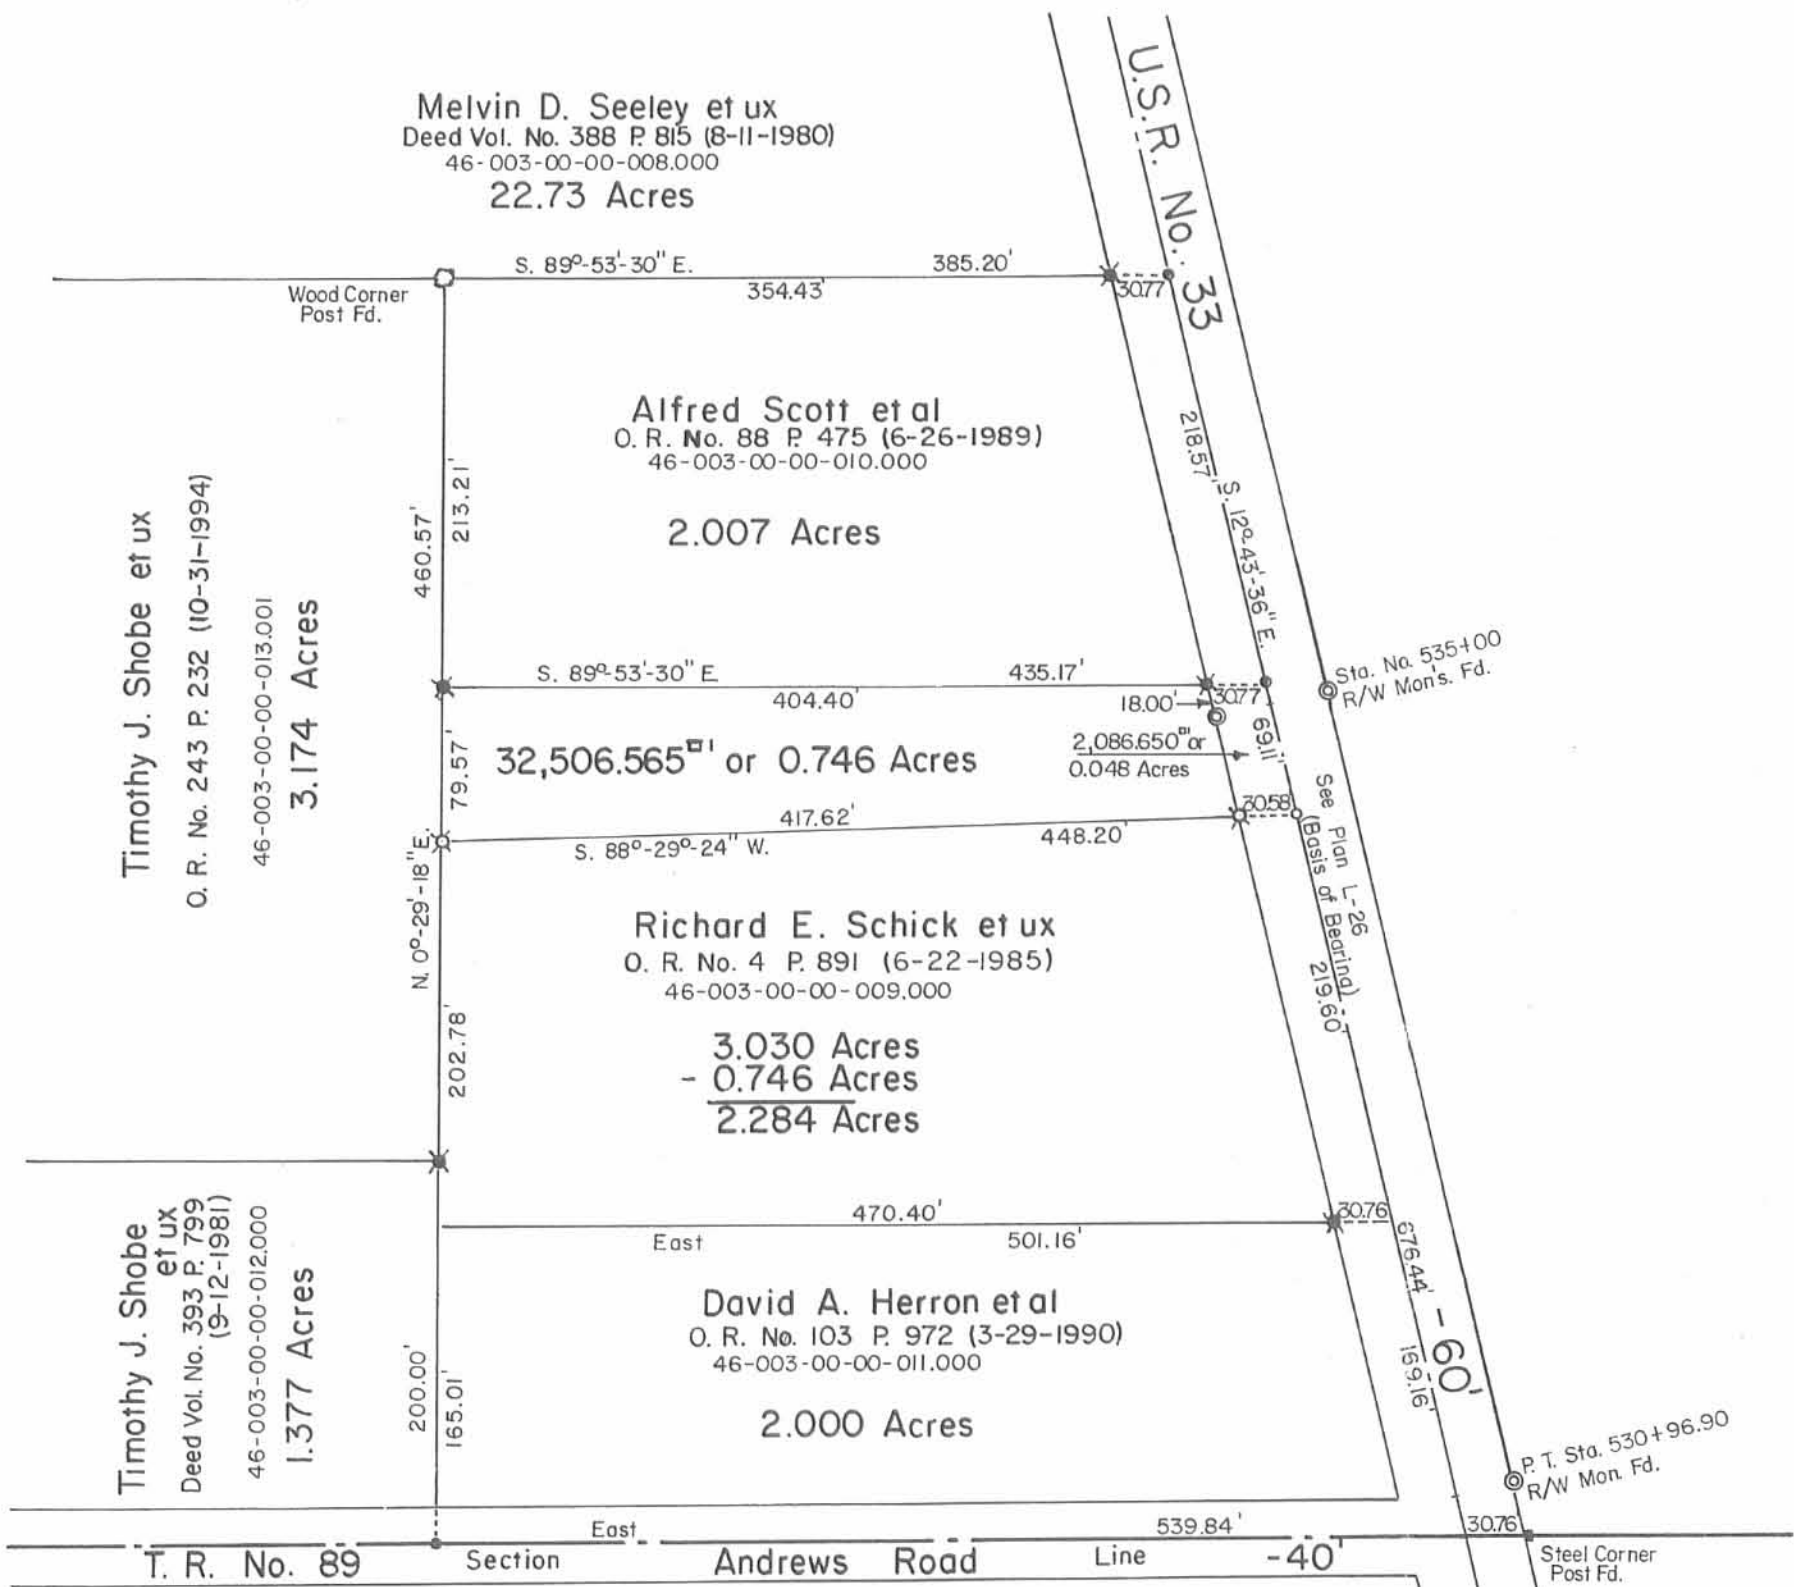 Melvin D. Seeley et ux
Deed Vol. No. 388 P. 815 (8-11-1980)
46-003-00-00-008.000
22.73 Acres
U.S.R. No. 33
S. 89°-53'-30" E.
385.20'
354.43'
30.77
Wood Corner
Post Fd.
Alfred Scott et al
O. R. No. 88 P. 475 (6-26-1989)
46-003-00-00-010.000
2.007 Acres
218.57'
S. 12°-43'-36" E.
Timothy J. Shobe et ux
O. R. No. 243 P. 232 (10-31-1994)
46-003-00-00-013.001
3.174 Acres
460.57'
213.21'
Sta. No. 535+00
R/W Mon's. Fd.
S. 89°-53'-30" E.
435.17'
404.40'
18.00'
30.77
79.57'
32,506.565□' or 0.746 Acres
2,086.650□' or
0.048 Acres
69.11'
417.62'
30.58
S. 88°-29°-24" W.
448.20'
See Plan L-26
(Basis of Bearing)
N. 0°-29'-18" E.
Richard E. Schick et ux
O. R. No. 4 P. 891 (6-22-1985)
46-003-00-00-009.000
219.60'
202.78'
3.030 Acres
- 0.746 Acres
2.284 Acres
470.40'
30.76
East
501.16'
676.44'
-60'
Timothy J. Shobe
et ux
Deed Vol. No. 393 P. 799
(9-12-1981)
46-003-00-00-012.000
1.377 Acres
David A. Herron et al
O. R. No. 103 P. 972 (3-29-1990)
46-003-00-00-011.000
2.000 Acres
200.00'
165.01'
169.16'
P. T. Sta. 530+96.90
R/W Mon. Fd.
East
539.84'
30.76
T. R. No. 89
Section
Andrews Road
Line
-40'
Steel Corner
Post Fd.